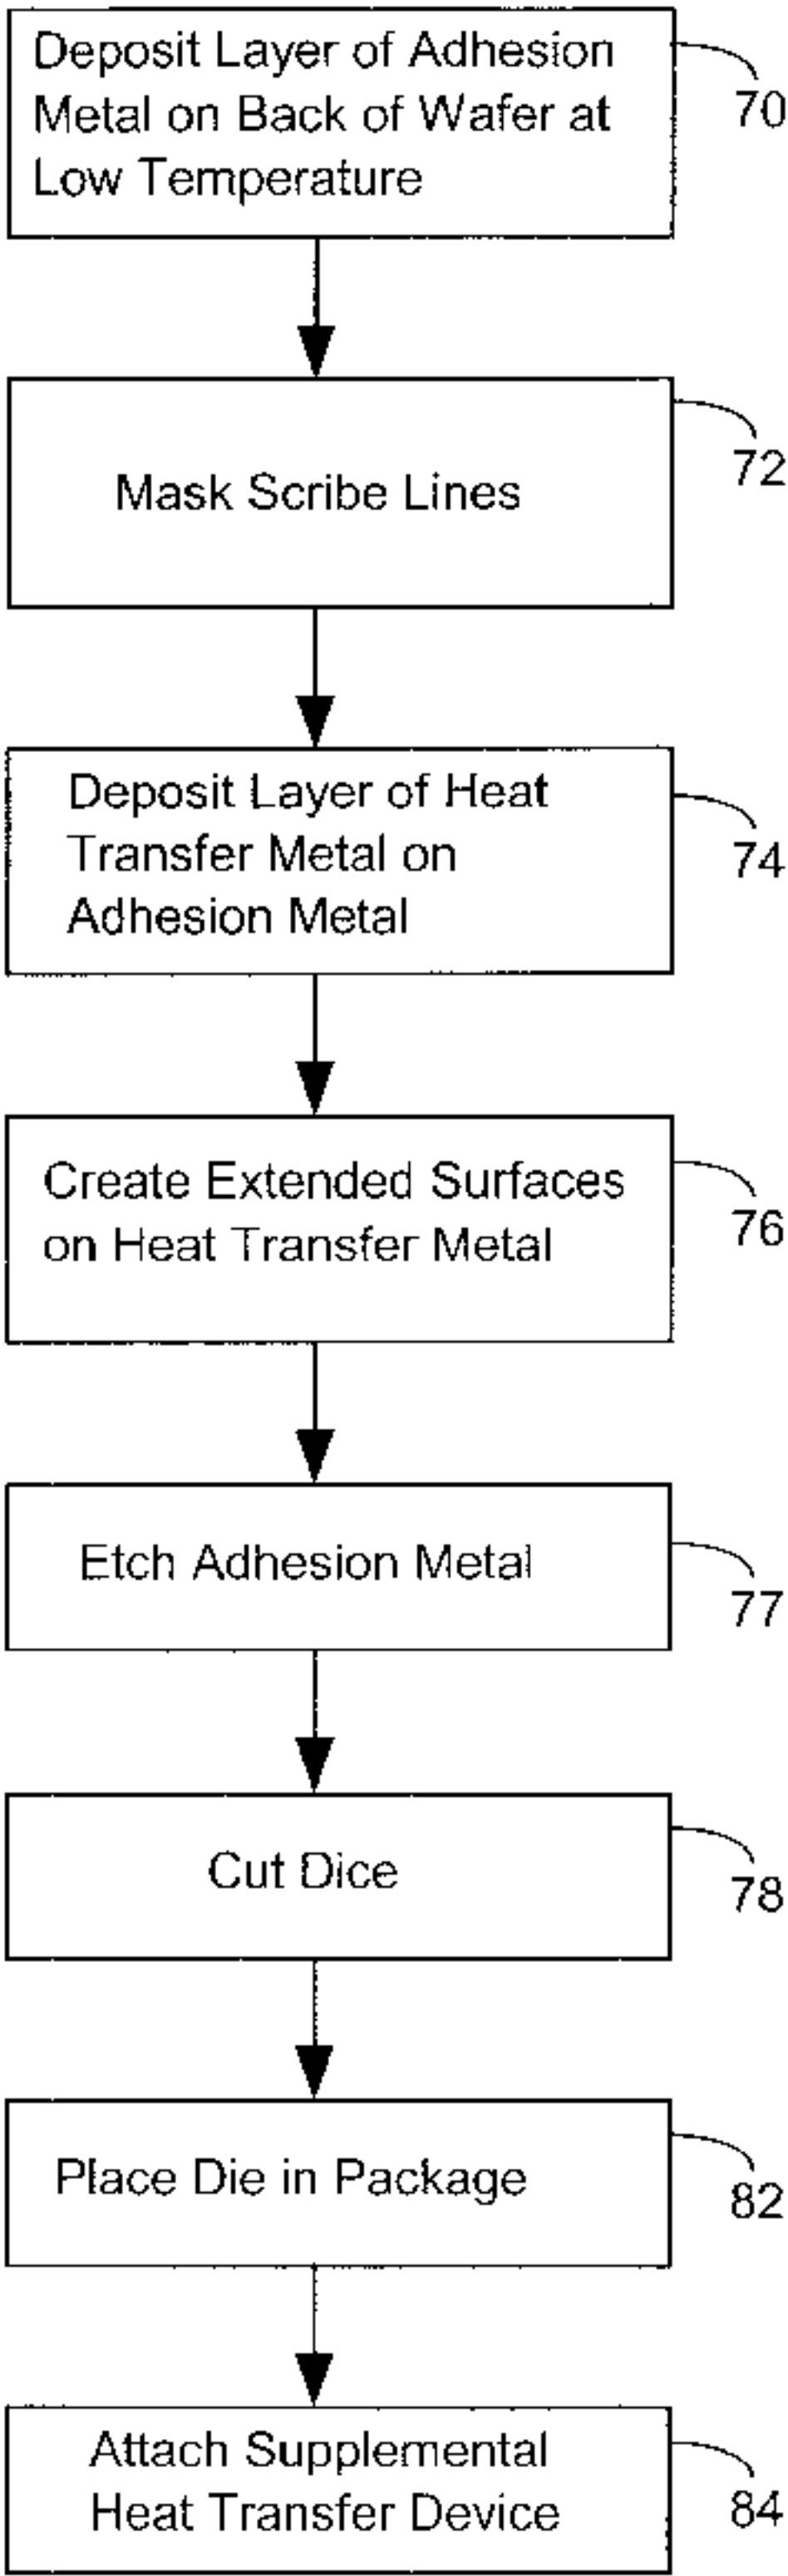 Deposit Layer of Adhesion
Metal on Back of Wafer at
Low Temperature
70
Mask Scribe Lines
72
Deposit Layer of Heat
Transfer Metal on
Adhesion Metal
74
Create Extended Surfaces
on Heat Transfer Metal
76
Etch Adhesion Metal
77
Cut Dice
78
Place Die in Package
82
Attach Supplemental
Heat Transfer Device
84